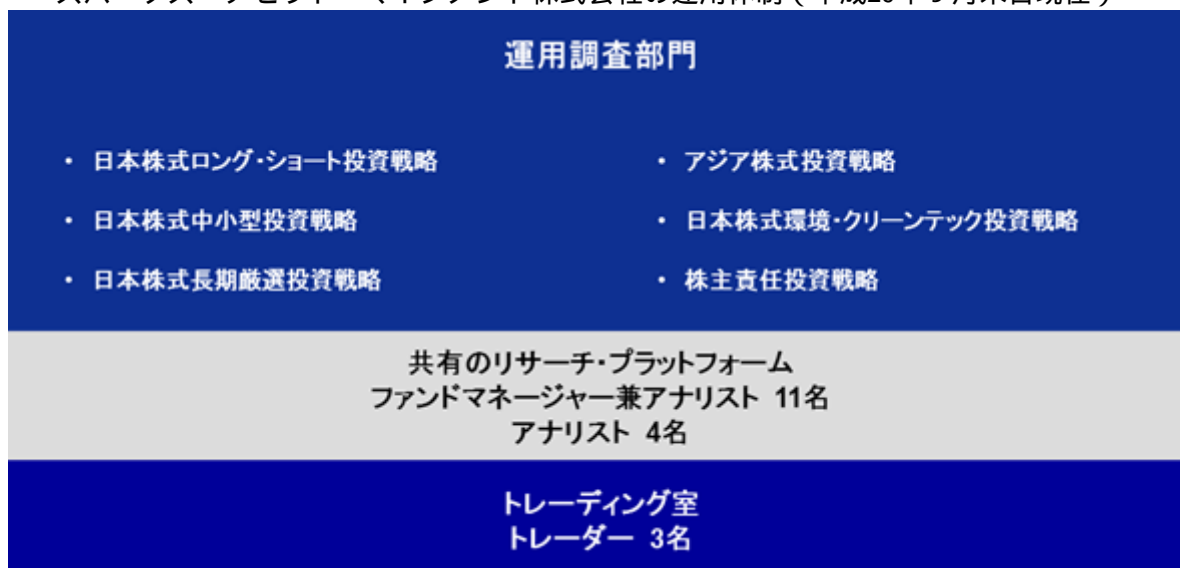 運用調査部門
・ 日本株式ロング・ショート投資戦略
・ アジア株式投資戦略
・ 日本株式中小型投資戦略
・ 日本株式環境・クリーンテック投資戦略
・ 日本株式長期厳選投資戦略
・ 株主責任投資戦略
共有のリサーチ・プラットフォーム
ファンドマネージャー兼アナリスト 11名
アナリスト 4名
トレーディング室
トレーダー 3名